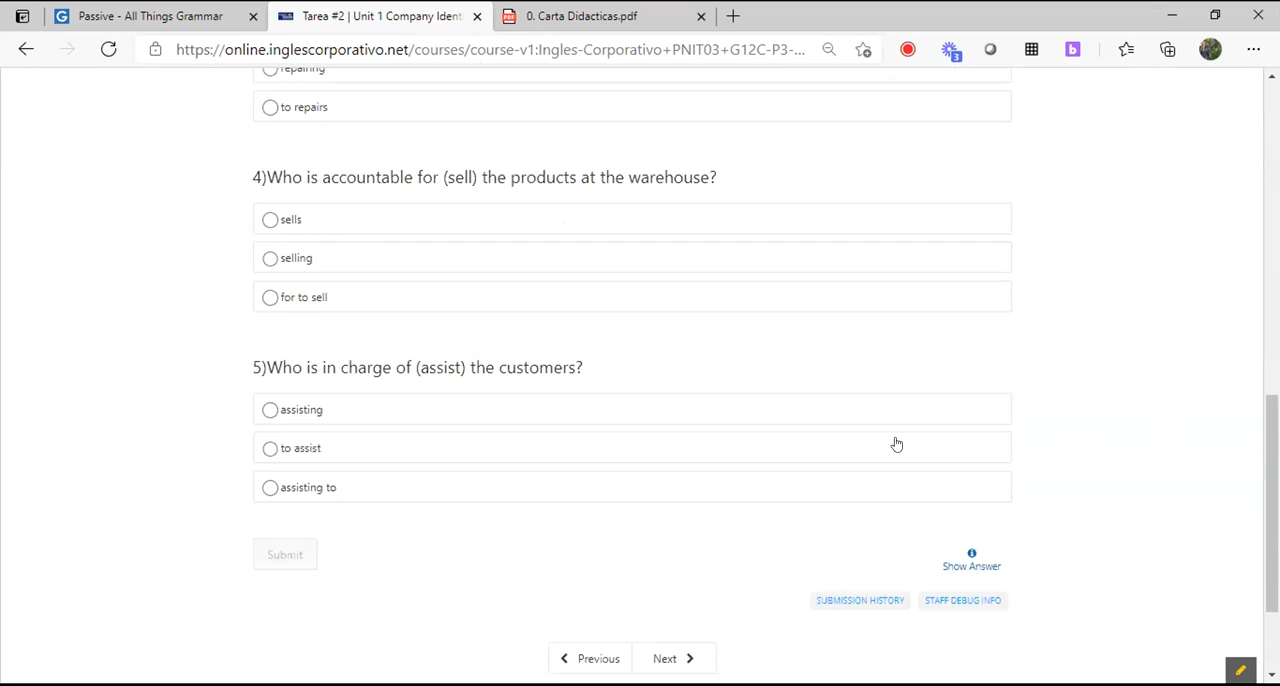 Passive - All Things Grammar
Tarea #2 | Unit 1 Company Identi
0. Carta Didacticas.pdf
https://online.inglescorporativo.net/courses/course-v1:Ingles-Corporativo+PNIT03+G12C-P3-...
3
b
repairing
to repairs
4)Who is accountable for (sell) the products at the warehouse?
sells
selling
for to sell
5)Who is in charge of (assist) the customers?
assisting
to assist
assisting to
Submit
Show Answer
SUBMISSION HISTORY
STAFF DEBUG INFO
Previous
Next